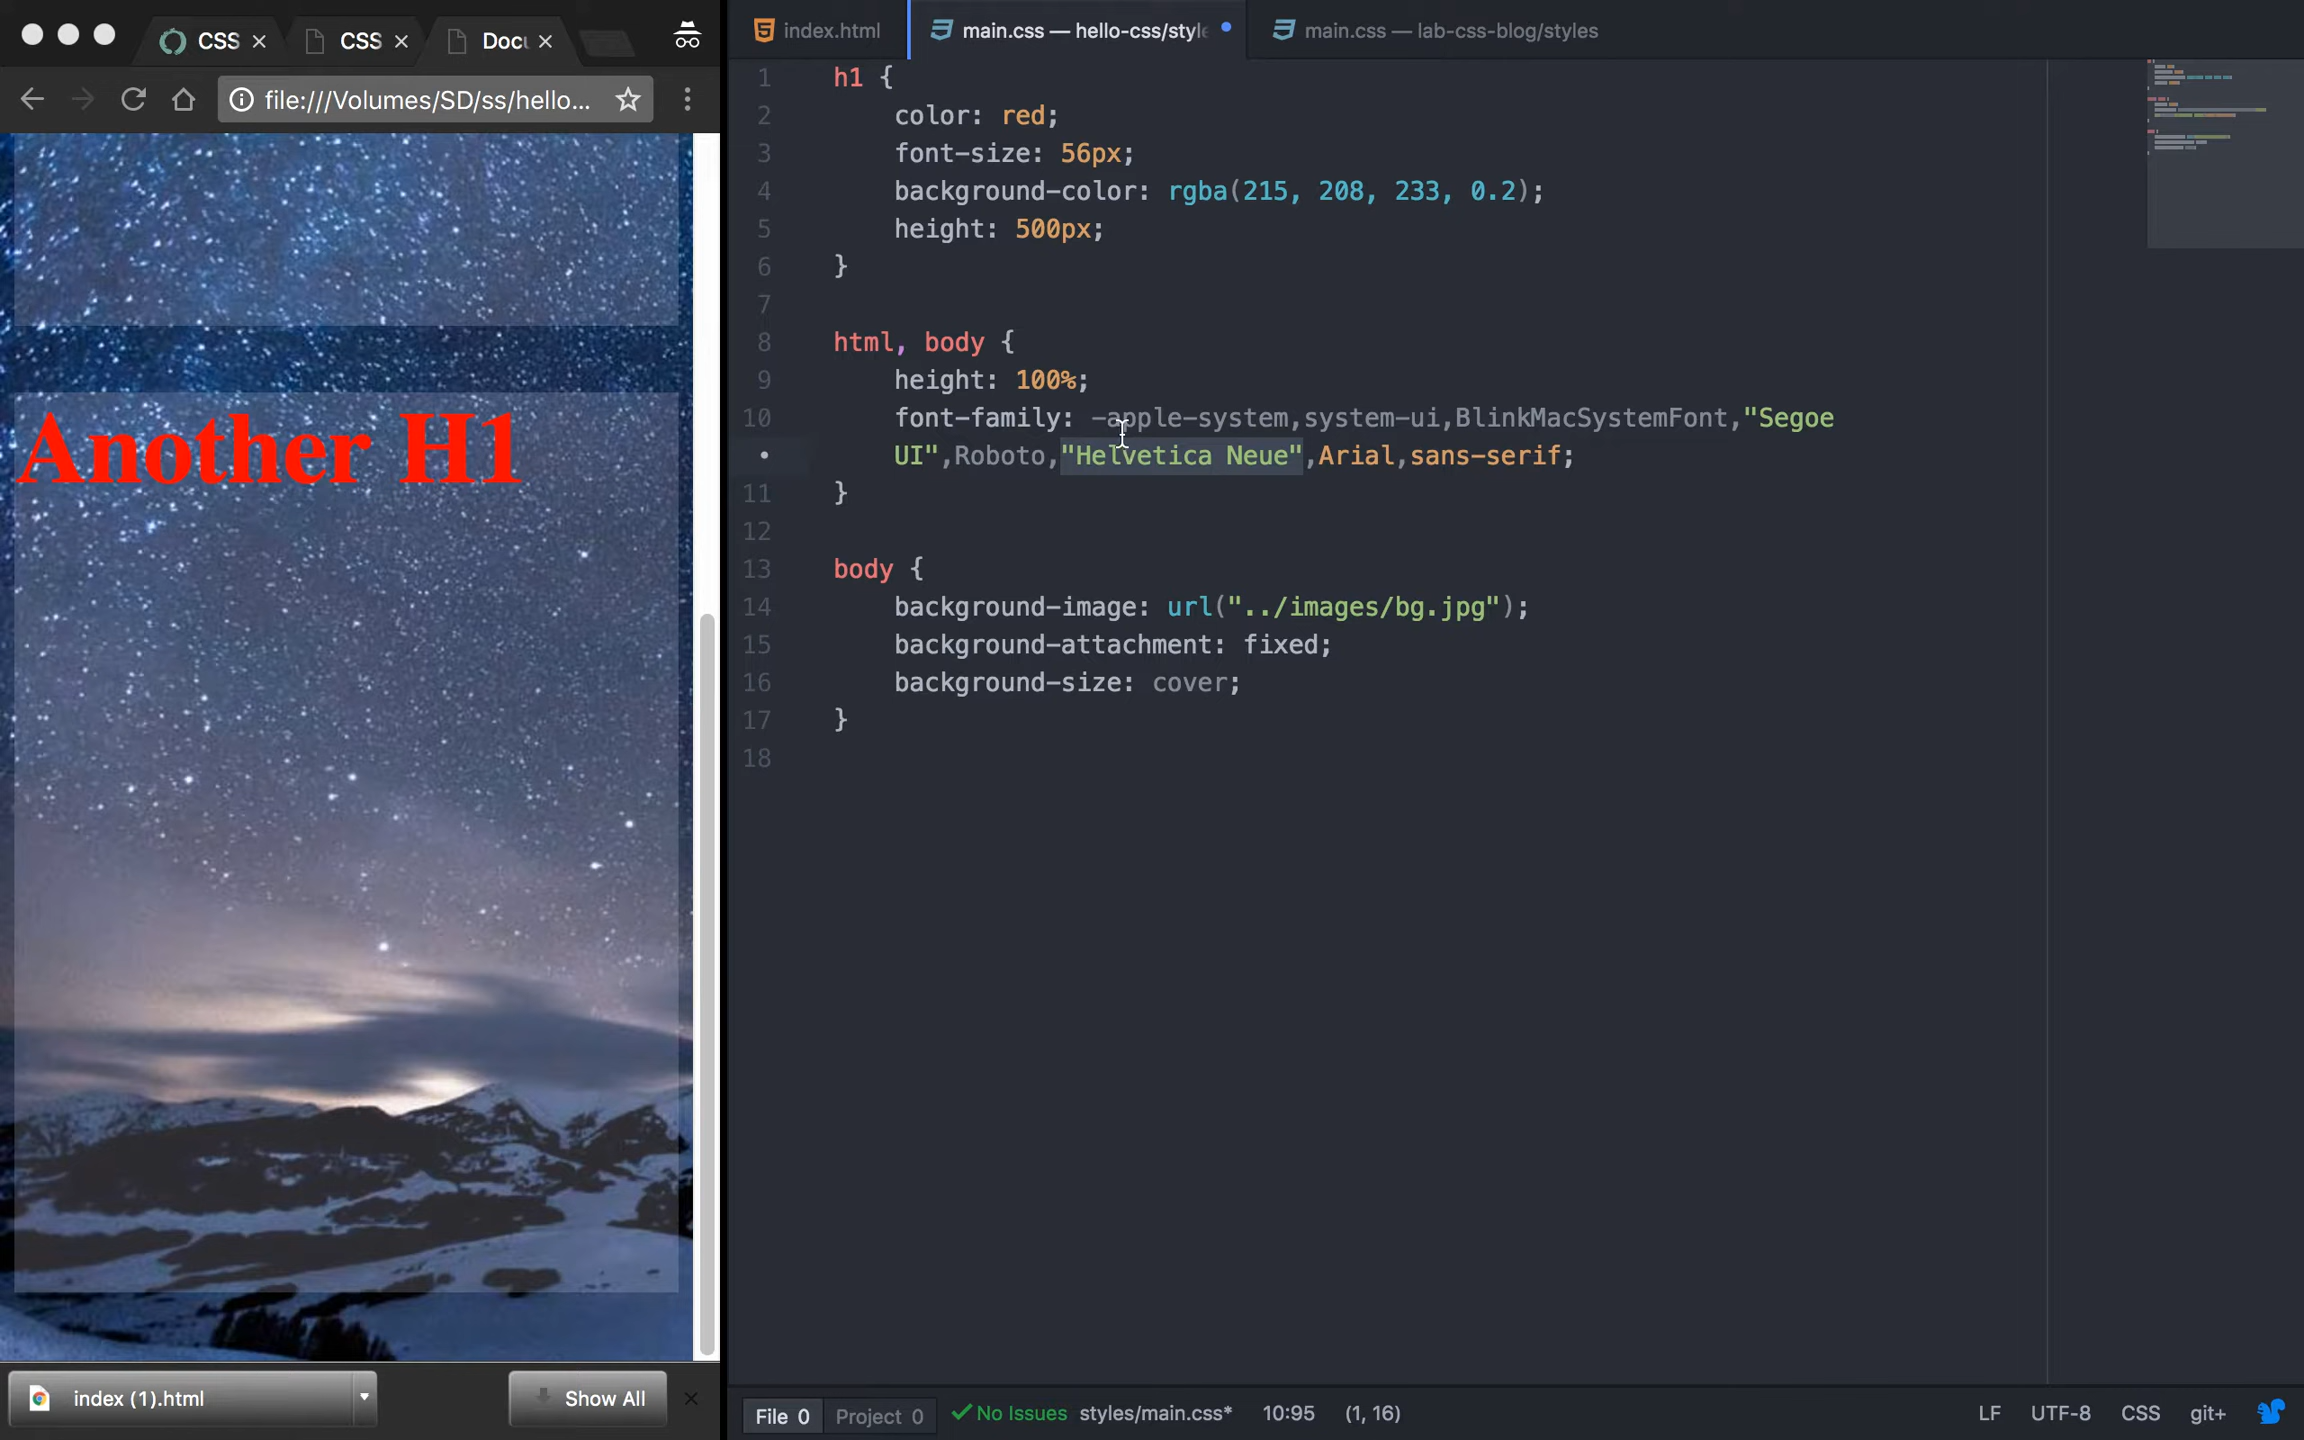 CSS
CSS
Docu
file:///Volumes/SD/ss/hello...
Another H1
index (1).html
Show All
index.html
main.css — hello-css/style
main.css — lab-css-blog/styles
1 h1 {
2 color: red;
3 font-size: 56px;
4 background-color: rgba(215, 208, 233, 0.2);
5 height: 500px;
6 }
7
8 html, body {
9 height: 100%;
10 font-family: -apple-system,system-ui,BlinkMacSystemFont,"Segoe
• UI",Roboto,"Helvetica Neue",Arial,sans-serif;
11 }
12
13 body {
14 background-image: url("../images/bg.jpg");
15 background-attachment: fixed;
16 background-size: cover;
17 }
18
File 0 Project 0 No Issues styles/main.css* 10:95 (1, 16) LF UTF-8 CSS git+